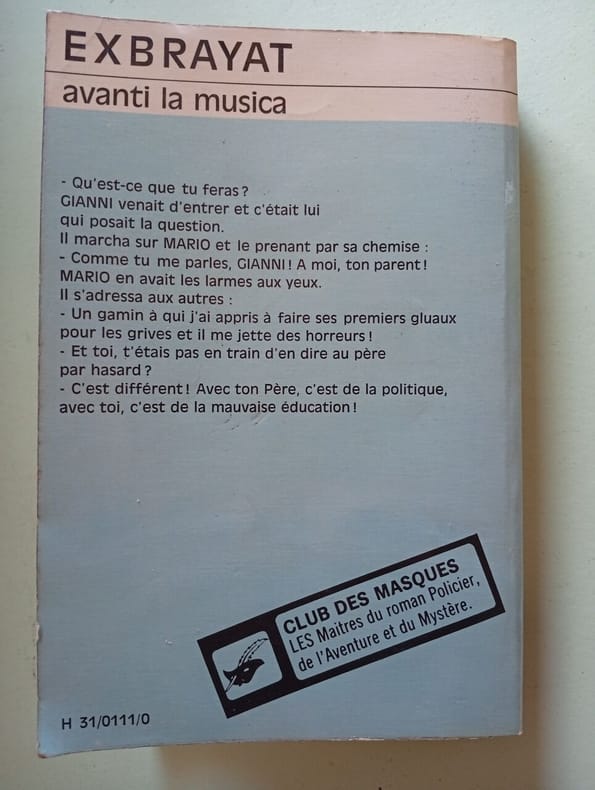 EXBRAYAT
avanti la musica
- Qu'est-ce que tu feras ?
GIANNI venait d'entrer et c'était lui
qui posait la question.
Il marcha sur MARIO et le prenant par sa chemise :
- Comme tu me parles, GIANNI ! A moi, ton parent !
MARIO en avait les larmes aux yeux.
Il s'adressa aux autres :
- Un gamin à qui j'ai appris à faire ses premiers gluaux
pour les grives et il me jette des horreurs !
- Et toi, t'étais pas en train d'en dire au père
par hasard ?
- C'est différent ! Avec ton Père, c'est de la politique,
avec toi, c'est de la mauvaise éducation !
CLUB DES MASQUES
LES Maitres du roman Policier,
de l'Aventure et du Mystère.
H 31/0111/0